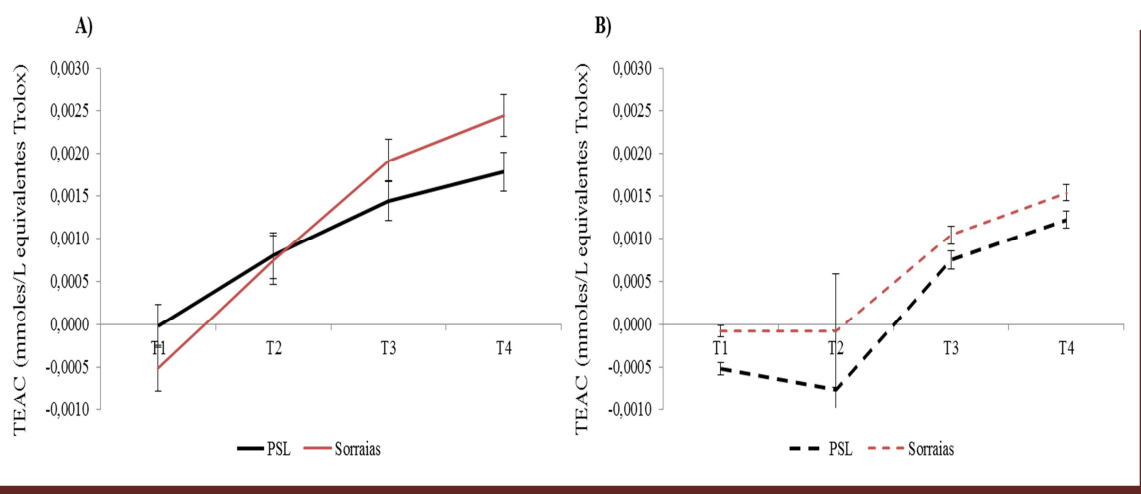 A)
TEAC (mmoles/L equivalentes Trolox)
0,0030
0,0025
0,0020
0,0015
0,0010
0,0005
0,0000
-0,0005
-0,0010
T1
T2
T3
T4
PSL
Sorraias
B)
TEAC (mmoles/L equivalentes Trolox)
0,0030
0,0025
0,0020
0,0015
0,0010
0,0005
0,0000
-0,0005
-0,0010
T1
T2
T3
T4
PSL
Sorraias